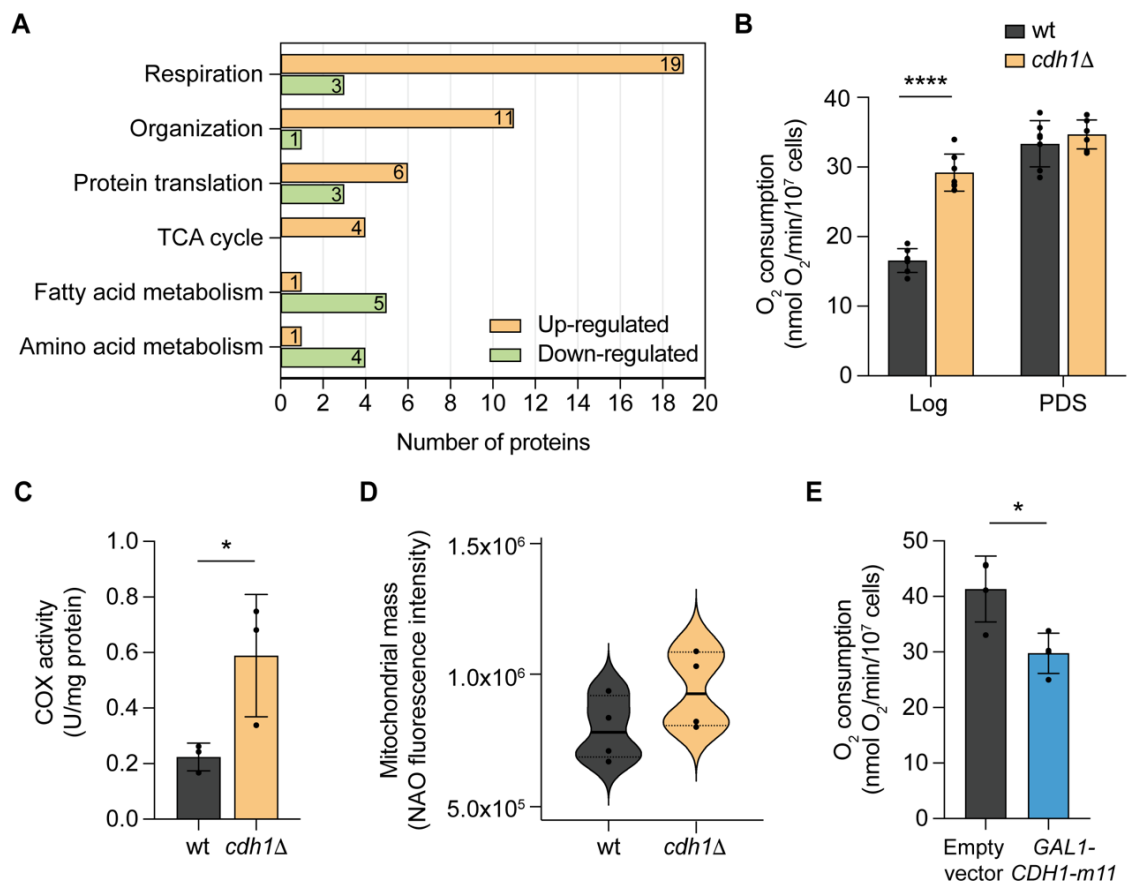 A
Respiration
19
3
Organization
11
1
Protein translation
6
3
TCA cycle
4
Fatty acid metabolism
1
5
Amino acid metabolism
1
4
Up-regulated
Down-regulated
0 2 4 6 8 10 12 14 16 18 20
Number of proteins
B
wt
cdh1Δ
****
O₂ consumption
(nmol O₂/min/10⁷ cells)
40
30
20
10
0
Log PDS
C
*
COX activity
(U/mg protein)
1.0
0.8
0.6
0.4
0.2
0.0
wt cdh1Δ
D
Mitochondrial mass
(NAO fluorescence intensity)
1.5x10⁶
1.0x10⁶
5.0x10⁵
wt cdh1Δ
E
*
O₂ consumption
(nmol O₂/min/10⁷ cells)
50
40
30
20
10
0
Empty GAL1-
vector CDH1-m11